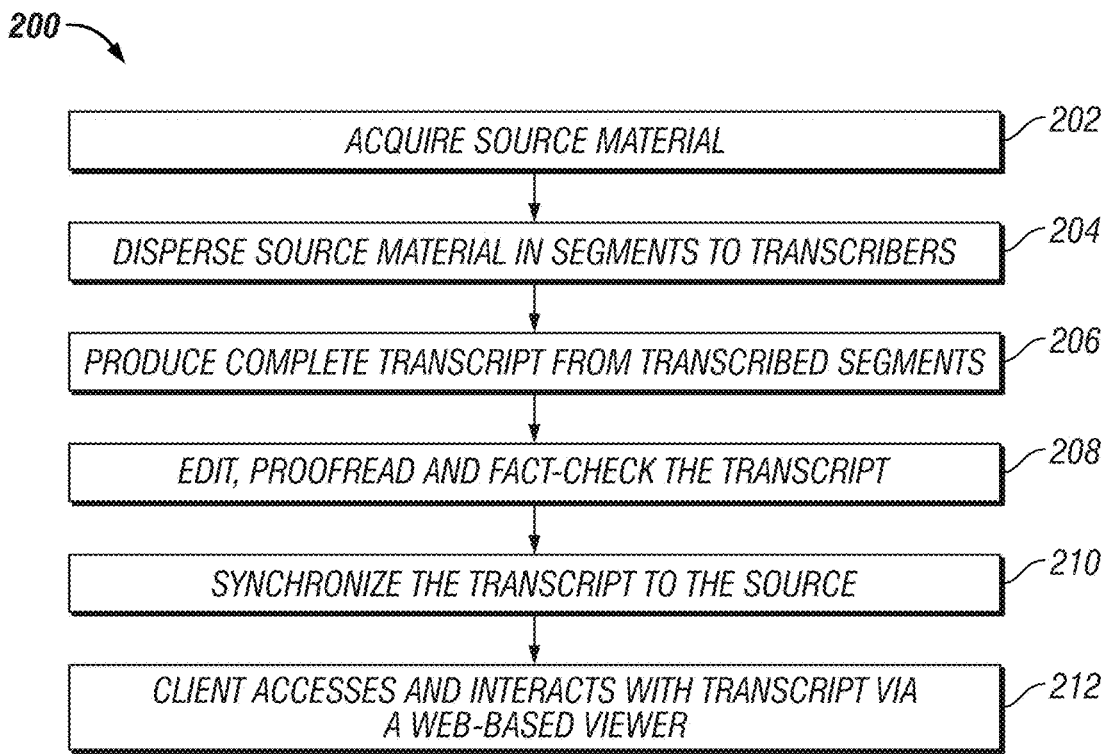 200
ACQUIRE SOURCE MATERIAL
202
DISPERSE SOURCE MATERIAL IN SEGMENTS TO TRANSCRIBERS
204
PRODUCE COMPLETE TRANSCRIPT FROM TRANSCRIBED SEGMENTS
206
EDIT, PROOFREAD AND FACT-CHECK THE TRANSCRIPT
208
SYNCHRONIZE THE TRANSCRIPT TO THE SOURCE
210
CLIENT ACCESSES AND INTERACTS WITH TRANSCRIPT VIA
A WEB-BASED VIEWER
212